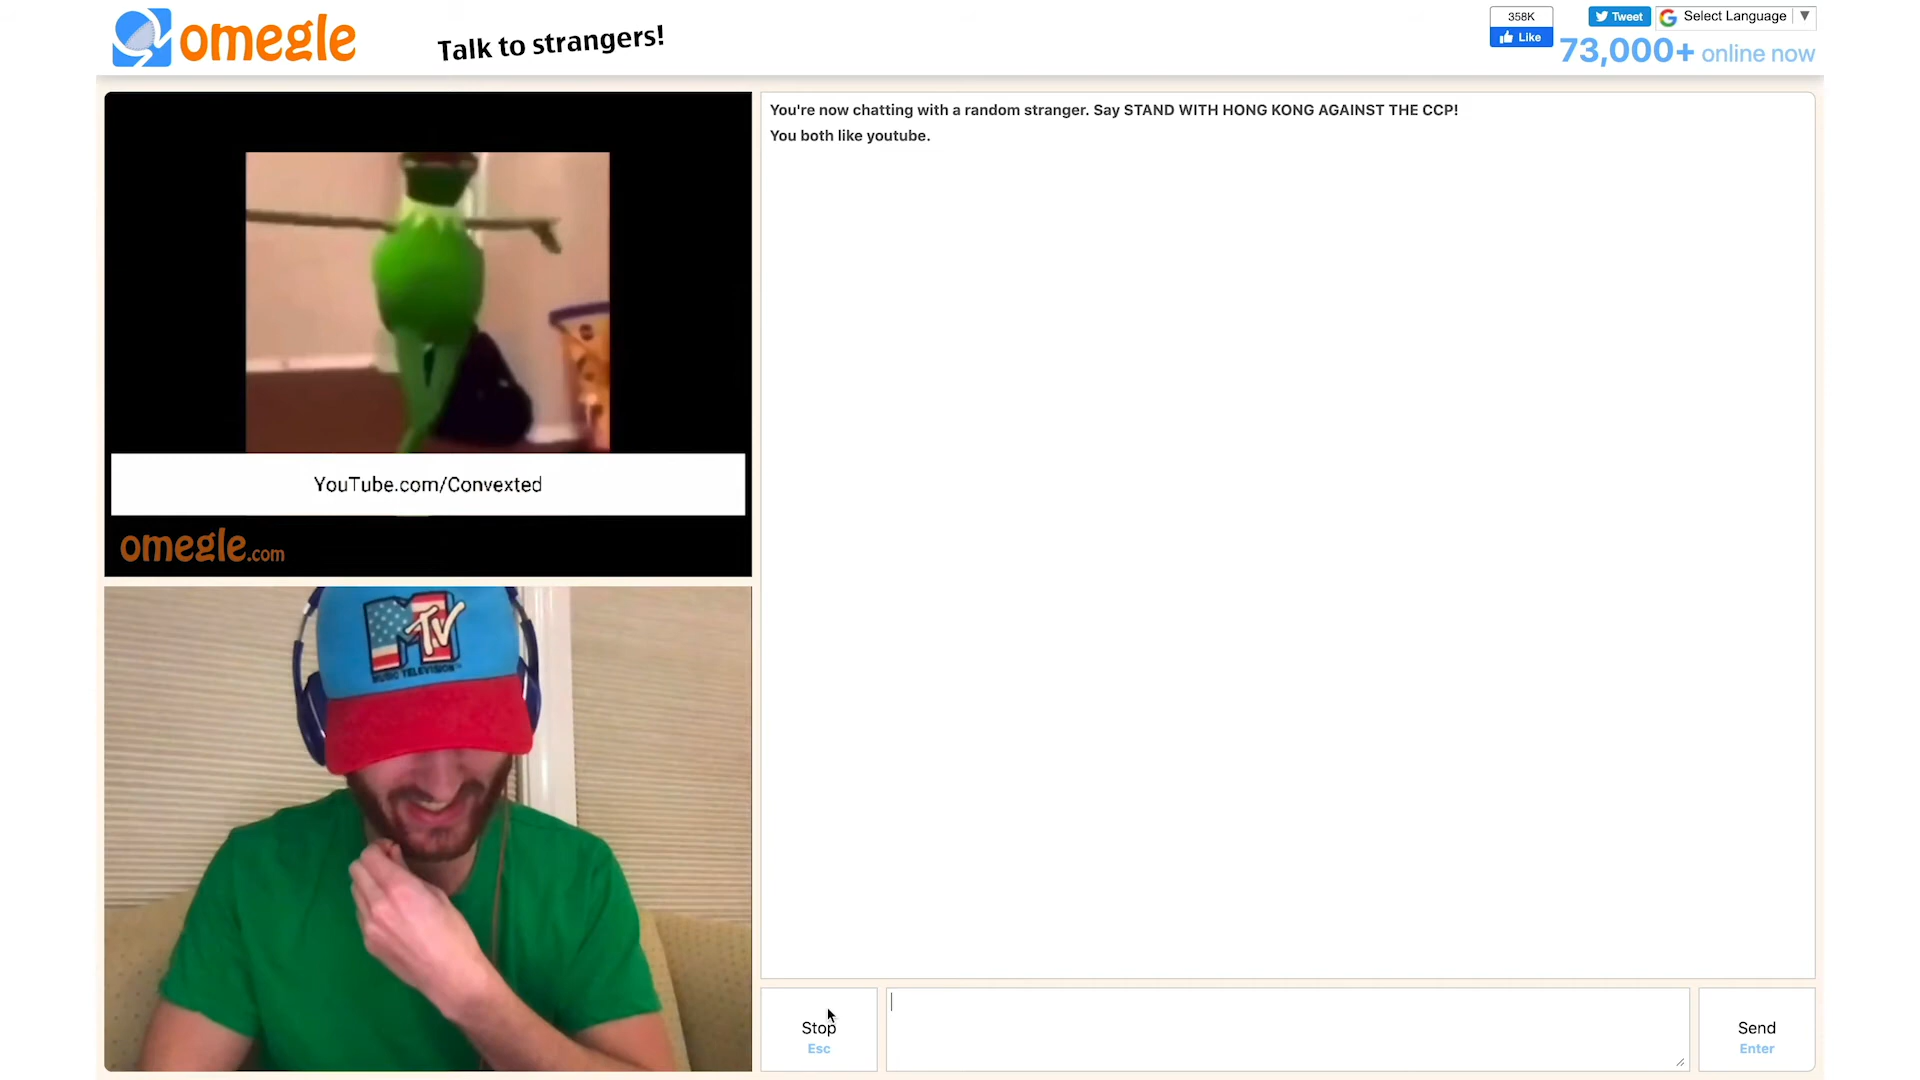 omegle
Talk to strangers!
358K
Like
Tweet
Select Language
73,000+ online now
You're now chatting with a random stranger. Say STAND WITH HONG KONG AGAINST THE CCP!
You both like youtube.
YouTube.com/Convexted
omegle.com
MTV
MUSIC TELEVISION
Stop
Esc
Send
Enter